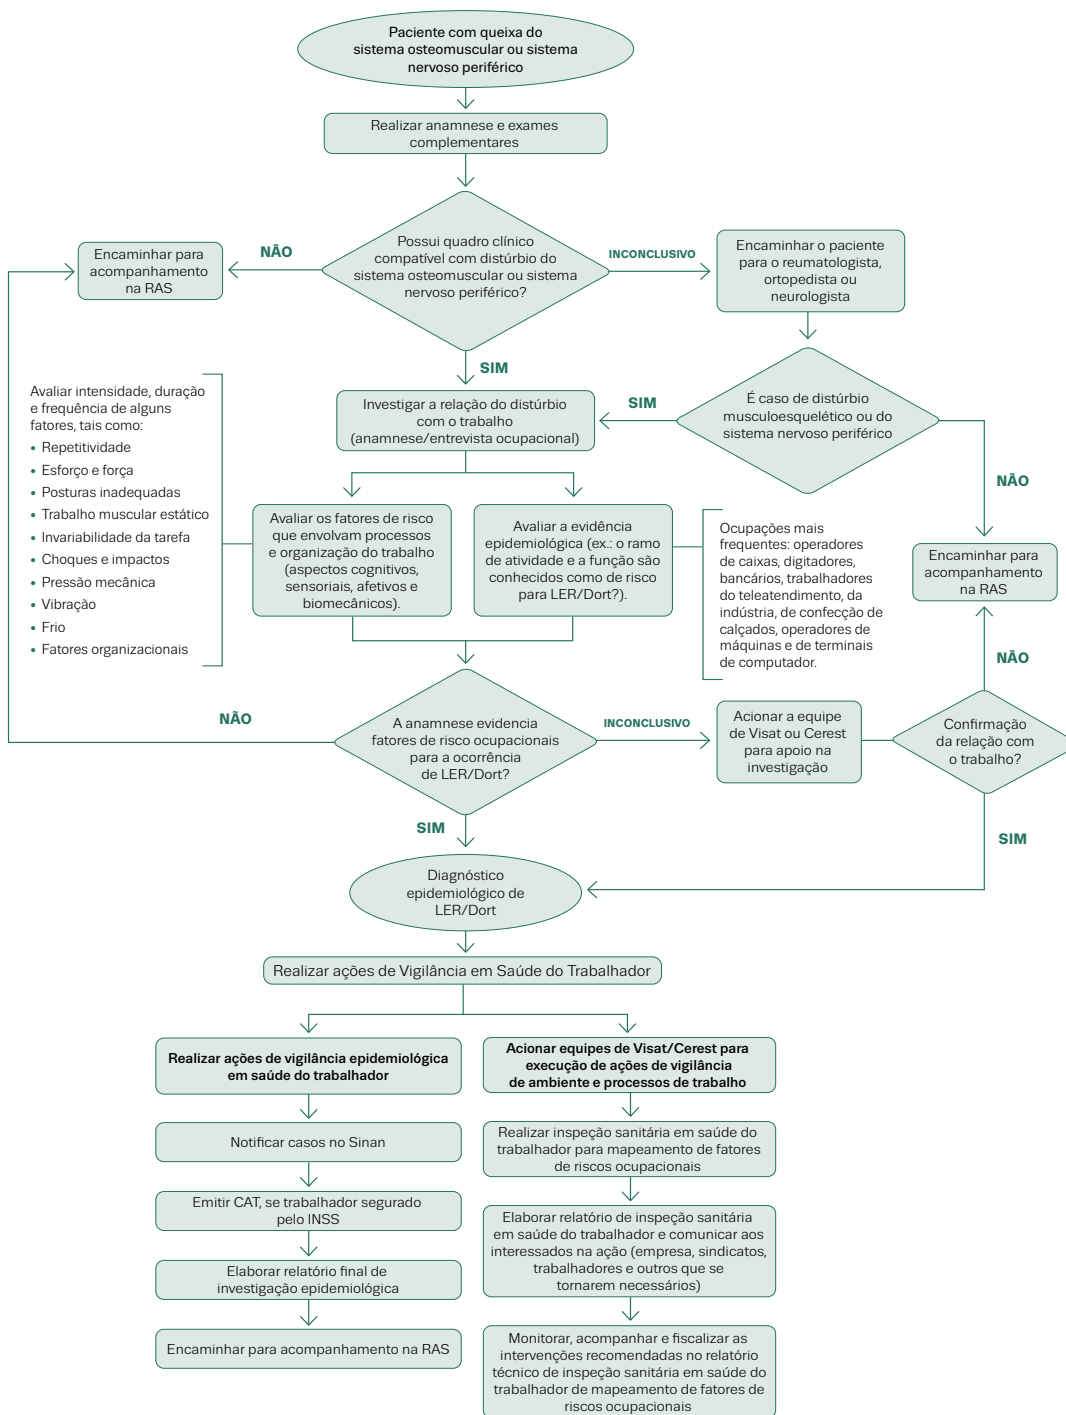 Paciente com queixa do
sistema osteomuscular ou sistema
nervoso periférico
Realizar anamnese e exames
complementares
Possui quadro clínico
compatível com distúrbio do
sistema osteomuscular ou sistema
nervoso periférico?
NÃO
Encaminhar para
acompanhamento
na RAS
INCONCLUSIVO
Encaminhar o paciente
para o reumatologista,
ortopedista ou
neurologista
SIM
É caso de distúrbio
musculoesquelético ou do
sistema nervoso periférico
SIM
NÃO
Encaminhar para
acompanhamento
na RAS
Investigar a relação do distúrbio
com o trabalho
(anamnese/entrevista ocupacional)
Avaliar intensidade, duração
e frequência de alguns
fatores, tais como:
• Repetitividade
• Esforço e força
• Posturas inadequadas
• Trabalho muscular estático
• Invariabilidade da tarefa
• Choques e impactos
• Pressão mecânica
• Vibração
• Frio
• Fatores organizacionais
Avaliar os fatores de risco
que envolvam processos
e organização do trabalho
(aspectos cognitivos,
sensoriais, afetivos e
biomecânicos).
Avaliar a evidência
epidemiológica (ex.: o ramo
de atividade e a função são
conhecidos como de risco
para LER/Dort?).
Ocupações mais
frequentes: operadores
de caixas, digitadores,
bancários, trabalhadores
do teleatendimento, da
indústria, de confecção de
calçados, operadores de
máquinas e de terminais
de computador.
A anamnese evidencia
fatores de risco ocupacionais
para a ocorrência
de LER/Dort?
NÃO
INCONCLUSIVO
Acionar a equipe
de Visat ou Cerest
para apoio na
investigação
Confirmação
da relação com
o trabalho?
NÃO
SIM
SIM
Diagnóstico
epidemiológico de
LER/Dort
Realizar ações de Vigilância em Saúde do Trabalhador
Realizar ações de vigilância epidemiológica
em saúde do trabalhador
Notificar casos no Sinan
Emitir CAT, se trabalhador segurado
pelo INSS
Elaborar relatório final de
investigação epidemiológica
Encaminhar para acompanhamento na RAS
Acionar equipes de Visat/Cerest para
execução de ações de vigilância
de ambiente e processos de trabalho
Realizar inspeção sanitária em saúde do
trabalhador para mapeamento de fatores
de riscos ocupacionais
Elaborar relatório de inspeção sanitária
em saúde do trabalhador e comunicar aos
interessados na ação (empresa, sindicatos,
trabalhadores e outros que se
tornarem necessários)
Monitorar, acompanhar e fiscalizar as
intervenções recomendadas no relatório
técnico de inspeção sanitária em saúde do
trabalhador de mapeamento de fatores de
riscos ocupacionais